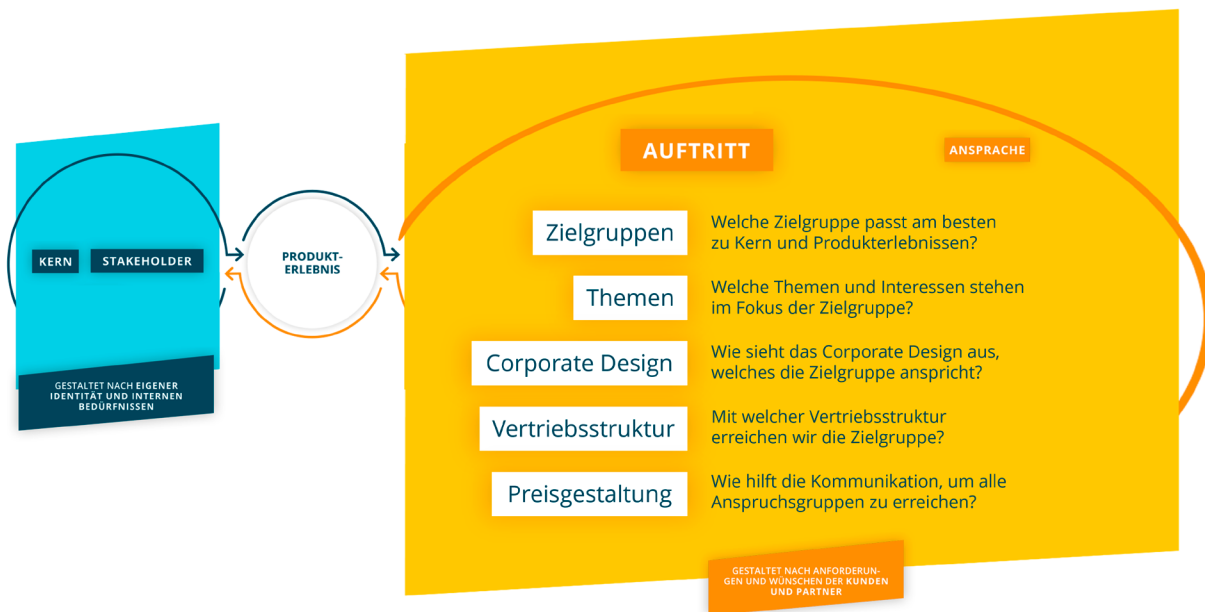 KERN
STAKEHOLDER
GESTALTET NACH EIGENER
IDENTITÄT UND INTERNEN
BEDÜRFNISSEN
PRODUKT-
ERLEBNIS
AUFTRITT
ANSPRACHE
Zielgruppen
Welche Zielgruppe passt am besten
zu Kern und Produkterlebnissen?
Themen
Welche Themen und Interessen stehen
im Fokus der Zielgruppe?
Corporate Design
Wie sieht das Corporate Design aus,
welches die Zielgruppe anspricht?
Vertriebsstruktur
Mit welcher Vertriebsstruktur
erreichen wir die Zielgruppe?
Preisgestaltung
Wie hilft die Kommunikation, um alle
Anspruchsgruppen zu erreichen?
GESTALTET NACH ANFORDERUN-
GEN UND WÜNSCHEN DER KUNDEN
UND PARTNER